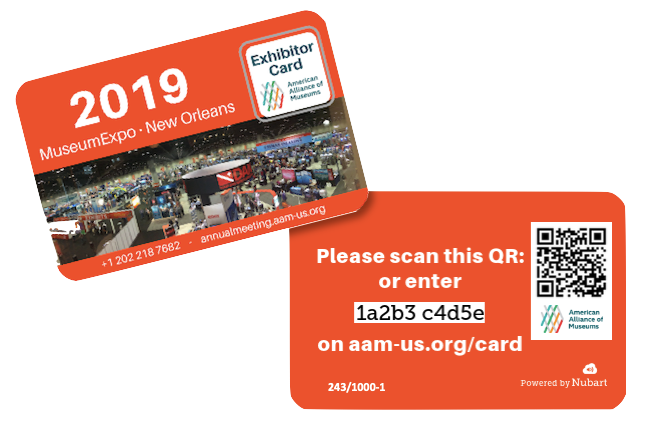 2019
MuseumExpo · New Orleans
Exhibitor
Card
American
Alliance of
Museums
+1 202 218 7682 - annualmeeting.aam-us.org
Please scan this QR:
or enter
1a2b3 c4d5e
on aam-us.org/card
American
Alliance of
Museums
243/1000-1
Powered by Nubart